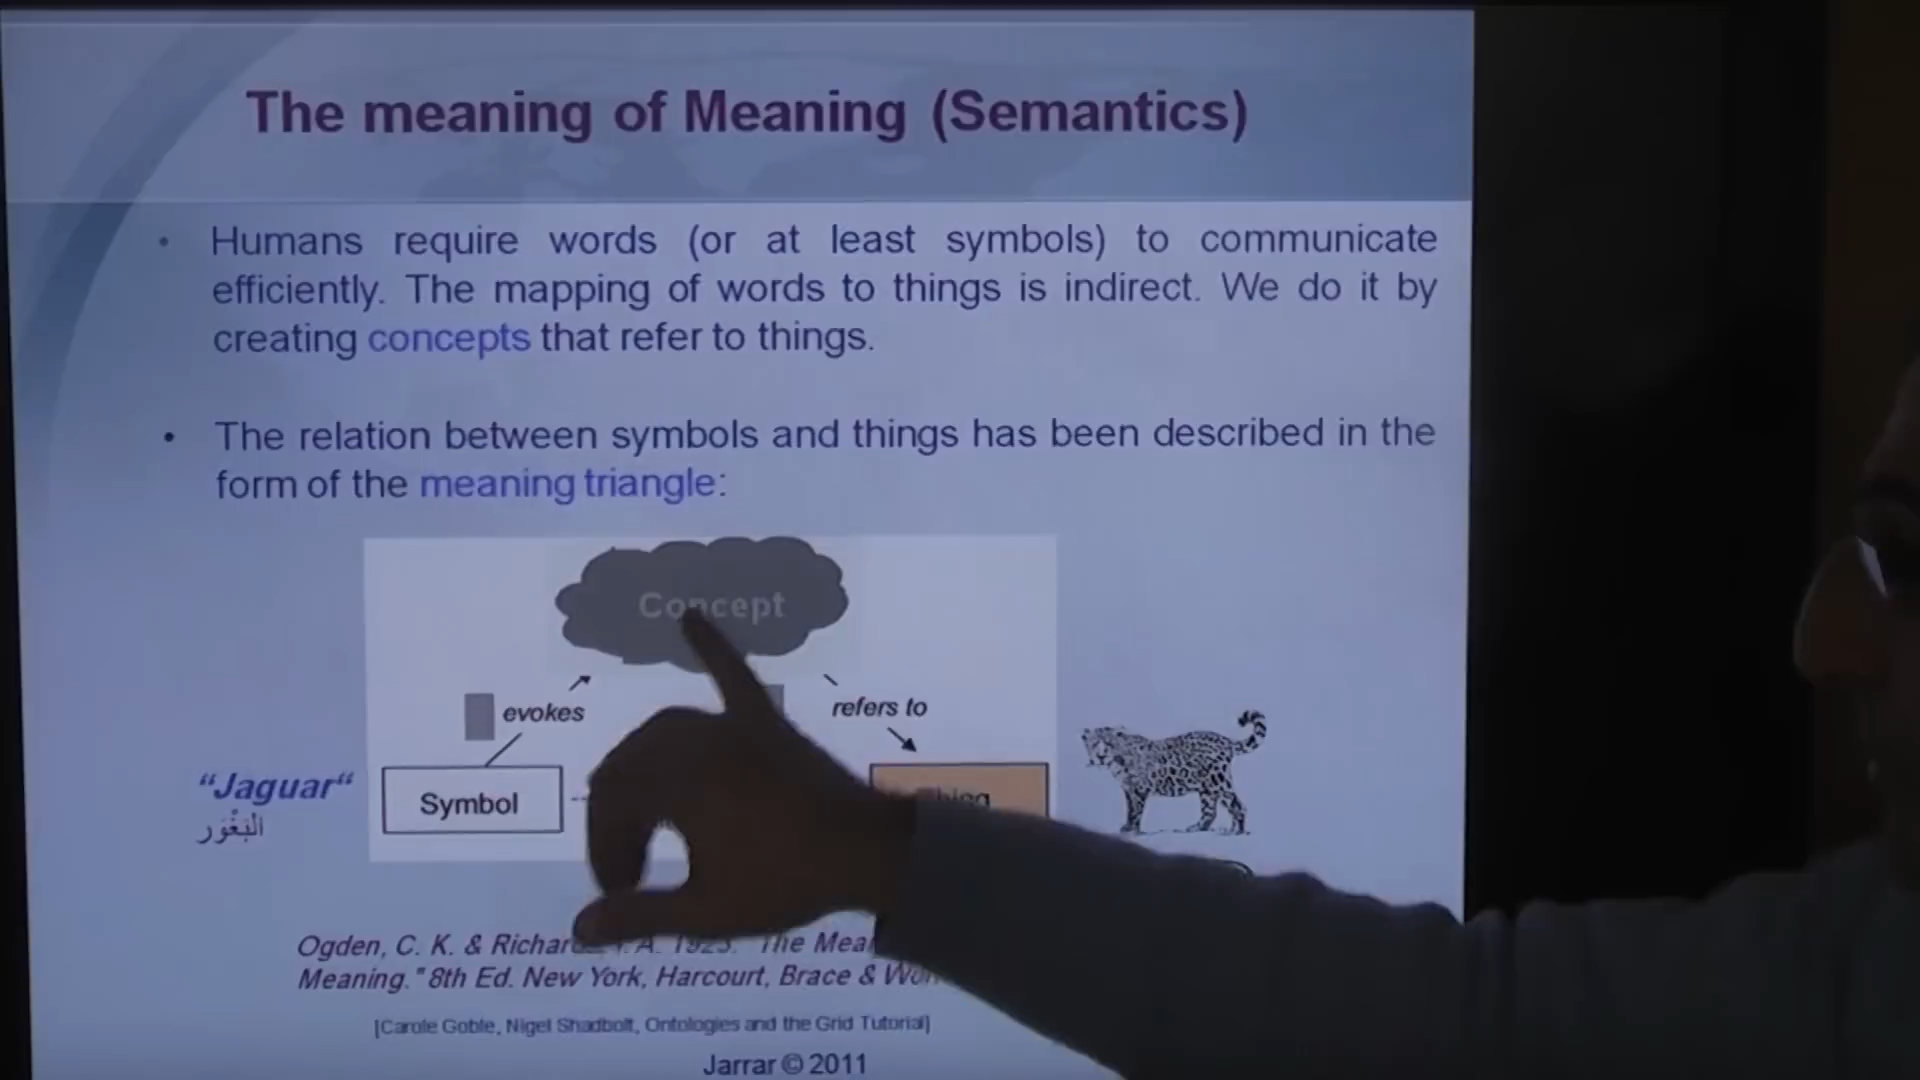 The meaning of Meaning (Semantics)
• Humans require words (or at least symbols) to communicate
efficiently. The mapping of words to things is indirect. We do it by
creating concepts that refer to things.
• The relation between symbols and things has been described in the
form of the meaning triangle:
Concept
evokes
refers to
"Jaguar"
البَغْوَر
Symbol
Ogden, C. K. & A. 1923. The
Meaning." 8th Ed. New York, Harcourt, Brace &
[Carole Goble, Nigel Shadbolt, Ontologies and the Grid Tutorial]
Jarrar © 2011